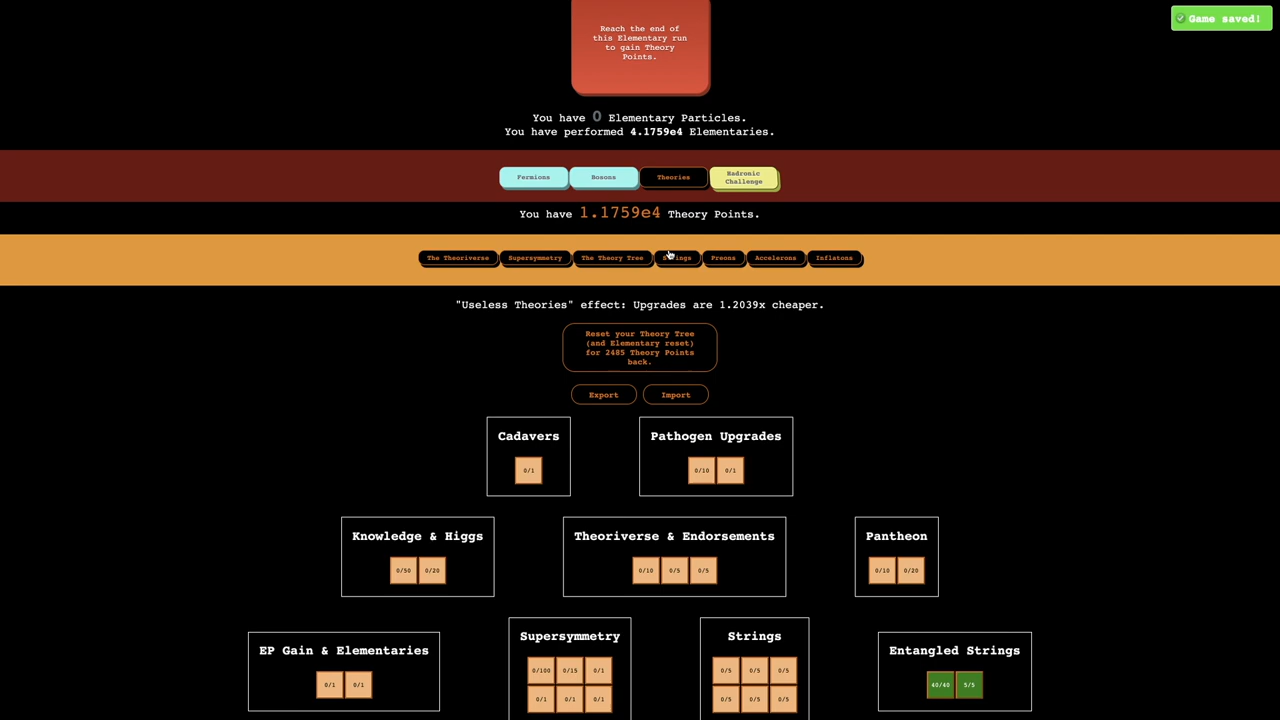 Reach the end of
this Elementary run
to gain Theory
Points.
Game saved!
You have 0 Elementary Particles.
You have performed 4.1759e4 Elementaries.
Fermions
Bosons
Theories
Hadronic
Challenge
You have 1.1759e4 Theory Points.
The Theoriverse
Supersymmetry
The Theory Tree
Strings
Preons
Accelerons
Inflatons
"Useless Theories" effect: Upgrades are 1.2039x cheaper.
Reset your Theory Tree
(and Elementary reset)
for 2485 Theory Points
back.
Export
Import
Cadavers
0/1
Pathogen Upgrades
0/10 0/1
Knowledge & Higgs
0/50 0/20
Theoriverse & Endorsements
0/10 0/5 0/5
Pantheon
0/10 0/20
EP Gain & Elementaries
0/1 0/1
Supersymmetry
0/100 0/15 0/1
0/1 0/1 0/1
Strings
0/5 0/5 0/5
0/5 0/5 0/5
Entangled Strings
40/40 5/5